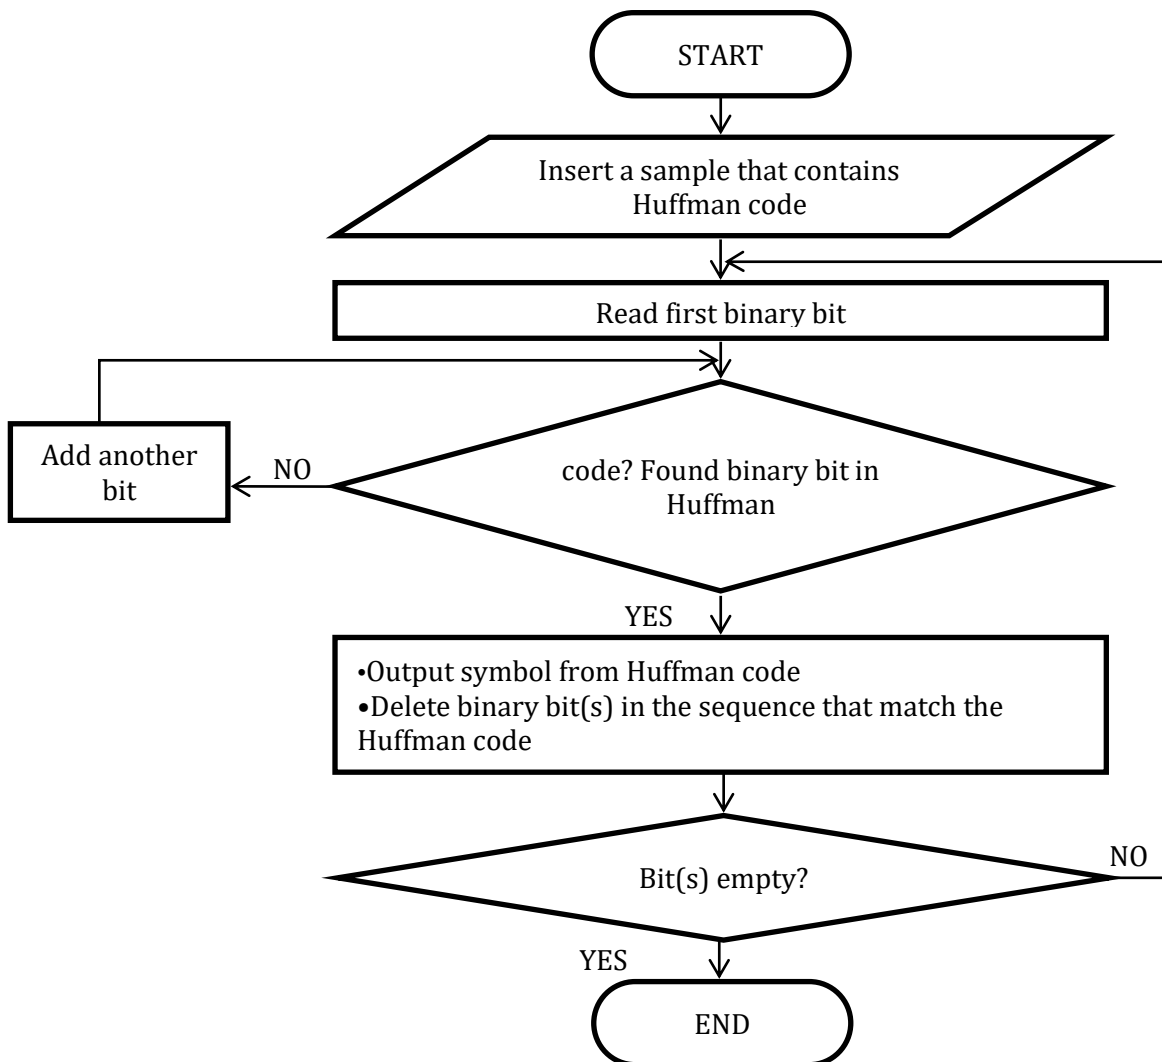 START
Insert a sample that contains
Huffman code
Read first binary bit
Add another
bit
NO
code? Found binary bit in
Huffman
YES
•Output symbol from Huffman code
•Delete binary bit(s) in the sequence that match the
Huffman code
NO
Bit(s) empty?
YES
END